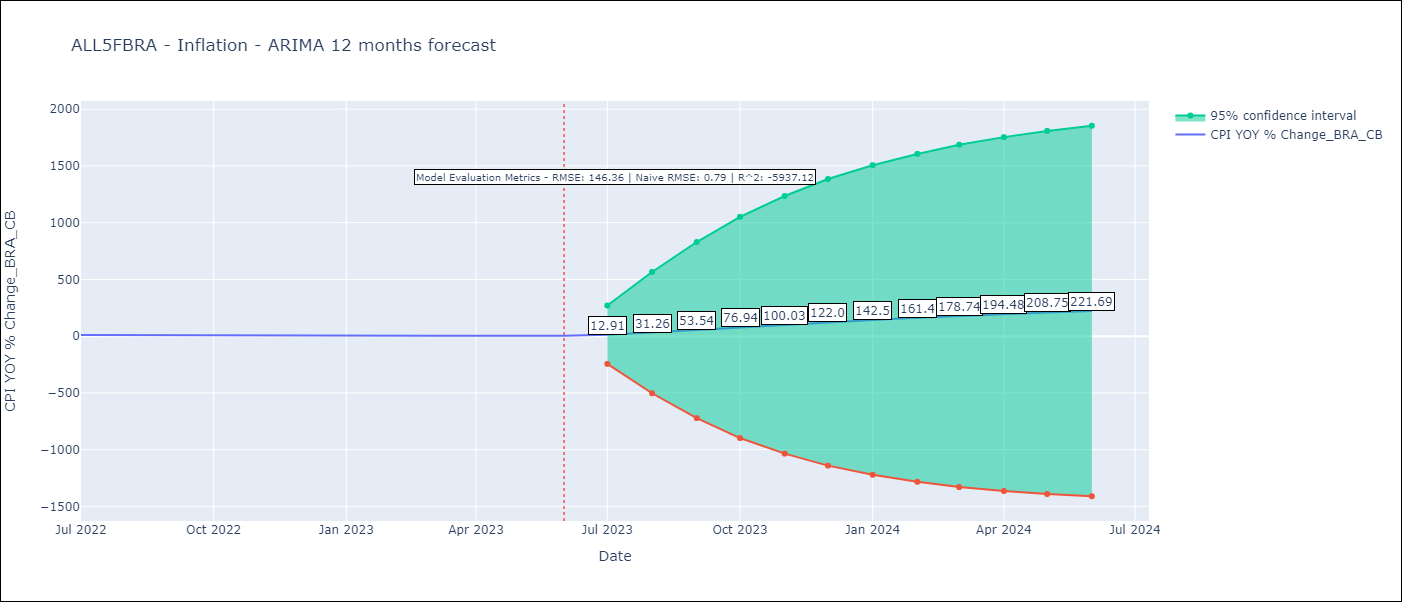 ALL5FBRA - Inflation - ARIMA 12 months forecast
95% confidence interval
CPI YOY % Change_BRA_CB
CPI YOY % Change_BRA_CB
2000
1500
1000
500
0
−500
−1000
−1500
Model Evaluation Metrics - RMSE: 146.36 | Naive RMSE: 0.79 | R^2: -5937.12
12.91
31.26
53.54
76.94
100.03
122.0
142.5
161.4
178.74
194.48
208.75
221.69
Jul 2022
Oct 2022
Jan 2023
Apr 2023
Jul 2023
Oct 2023
Jan 2024
Apr 2024
Jul 2024
Date